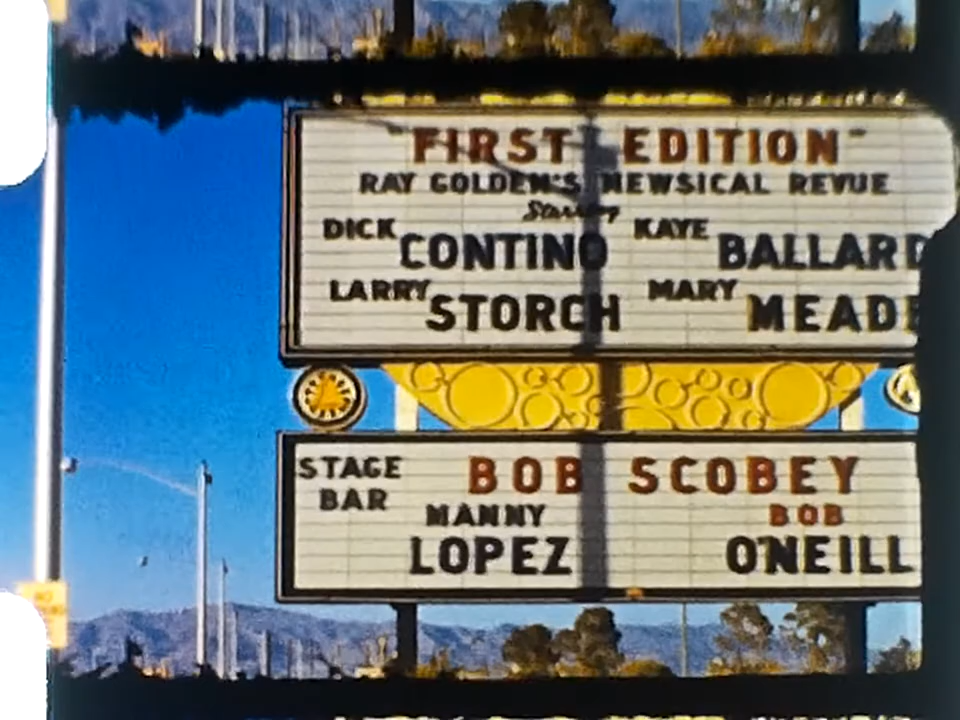 "FIRST EDITION"
RAY GOLDEN'S NEWSICAL REVUE
Starring
DICK CONTINO KAYE BALLARD
LARRY STORCH MARY MEADE
STAGE BAR BOB SCOBEY
MANNY LOPEZ BOB O'NEILL